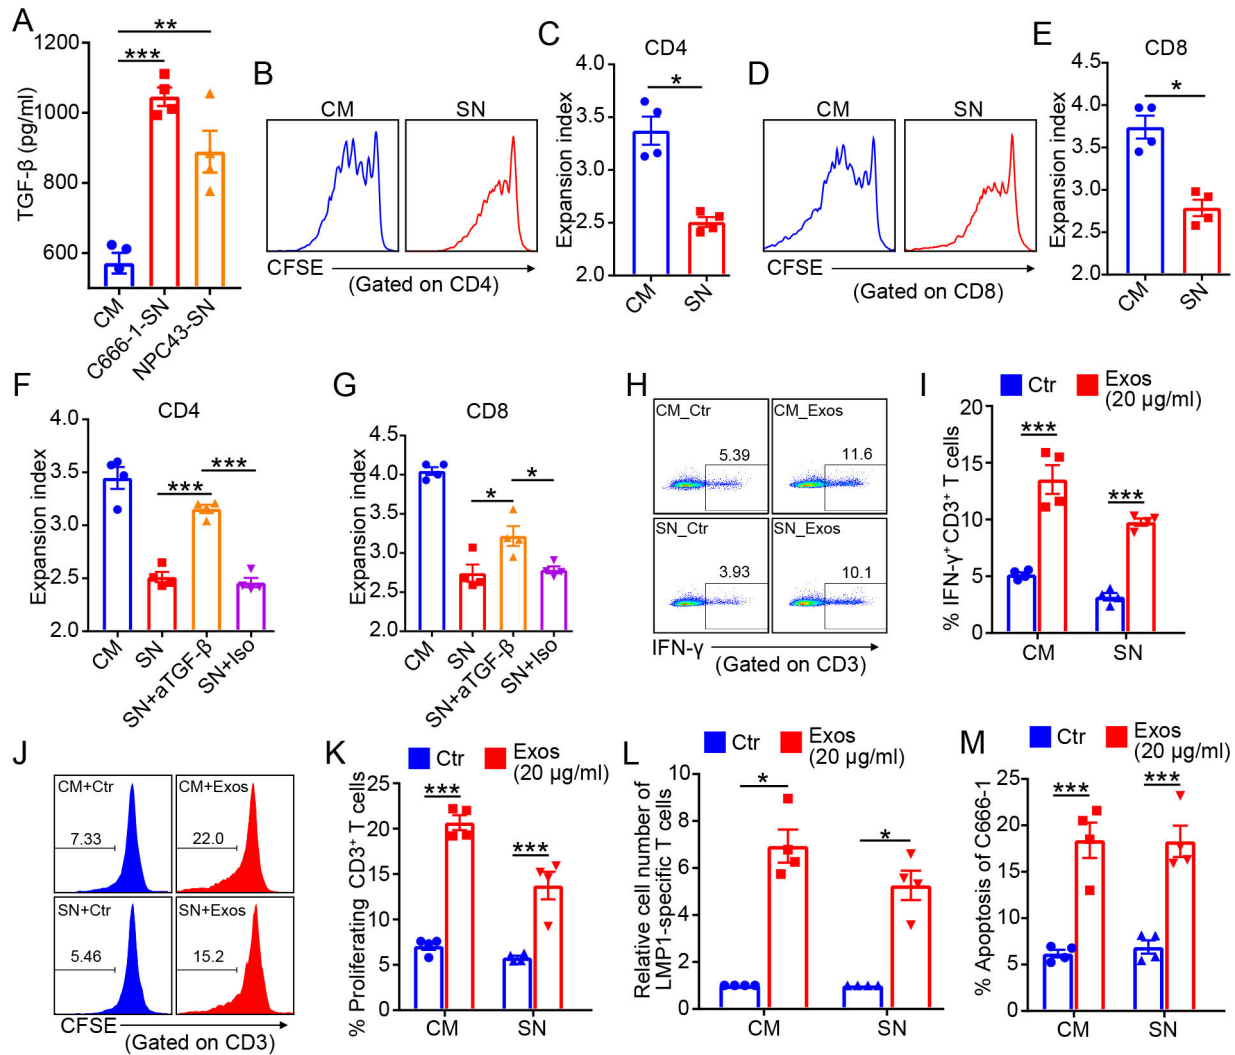 A
** 
***
TGF-β (pg/ml)
1200
1000
800
600
CM
C666-1-SN
NPC43-SN
B
CM
SN
CFSE
(Gated on CD4)
C
CD4
*
Expansion index
4.0
3.5
3.0
2.5
2.0
CM
SN
D
CM
SN
CFSE
(Gated on CD8)
E
CD8
*
Expansion index
4.5
4.0
3.5
3.0
2.5
2.0
CM
SN
F
CD4
***
***
Expansion index
4.0
3.5
3.0
2.5
2.0
CM
SN
SN+aTGF-β
SN+Iso
G
CD8
*
*
Expansion index
4.5
4.0
3.5
3.0
2.5
2.0
CM
SN
SN+aTGF-β
SN+Iso
H
CM_Ctr
5.39
CM_Exos
11.6
SN_Ctr
3.93
SN_Exos
10.1
IFN-γ
(Gated on CD3)
I
Ctr
Exos
(20 μg/ml)
***
***
% IFN-γ⁺ CD3⁺ T cells
20
15
10
5
0
CM
SN
J
CM+Ctr
7.33
CM+Exos
22.0
SN+Ctr
5.46
SN+Exos
15.2
CFSE
(Gated on CD3)
K
Ctr
Exos
(20 μg/ml)
***
***
% Proliferating CD3⁺ T cells
25
20
15
10
5
0
CM
SN
L
Ctr
Exos
(20 μg/ml)
*
*
Relative cell number of
LMP1-specific T cells
10
8
6
4
2
0
CM
SN
M
Ctr
Exos
(20 μg/ml)
***
***
% Apoptosis of C666-1
25
20
15
10
5
0
CM
SN